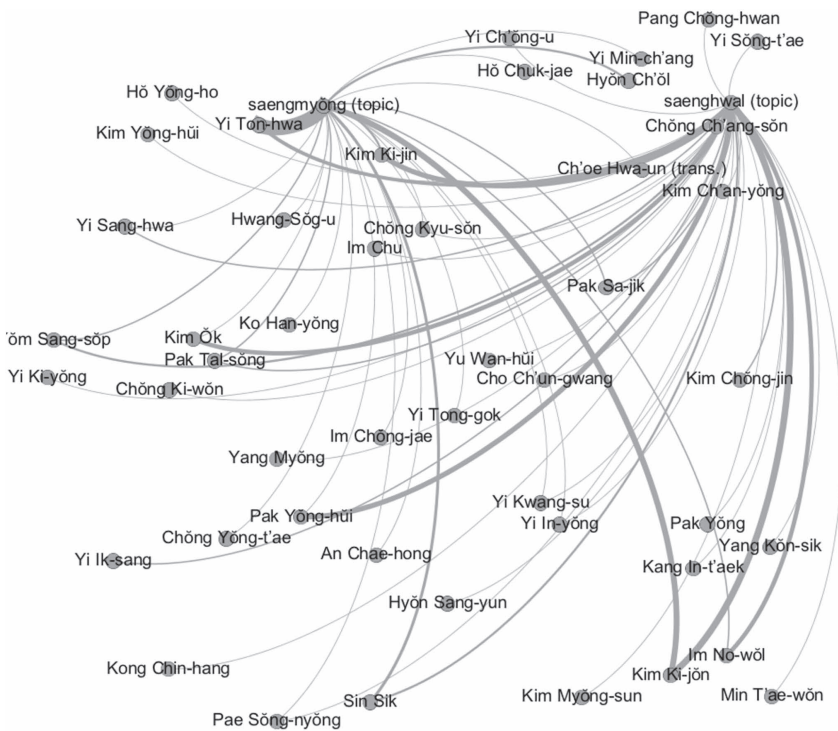 Pang Chŏng-hwan
Yi Ch'ŏng-u
Yi Sŏng-t'ae
Yi Min-ch'ang
Hŏ Chuk-jae
Hyŏn Ch'ŏl
Hŏ Yŏng-ho
saengmyŏng (topic)
saenghwal (topic)
Yi Ton-hwa
Chŏng Ch'ang-sŏn
Kim Yŏng-hŭi
Kim Ki-jin
Ch'oe Hwa-un (trans.)
Kim Ch'an-yŏng
Yi Sang-hwa
Hwang-Sŏg-u
Chŏng Kyu-sŏn
Im Chu
Pak Sa-jik
Ko Han-yŏng
ŏm Sang-sŏp
Kim Ŏk
Pak Tal-sŏng
Yu Wan-hŭi
Yi Ki-yŏng
Chŏng Ki-wŏn
Cho Ch'un-gwang
Kim Chŏng-jin
Yi Tong-gok
Im Chŏng-jae
Yang Myŏng
Yi Kwang-su
Pak Yŏng-hŭi
Yi In-yŏng
Pak Yŏng
Chŏng Yŏng-t'ae
Yang Kŏn-sik
An Chae-hong
Yi Ik-sang
Kang In-t'aek
Hyŏn Sang-yun
Im No-wŏl
Kong Chin-hang
Kim Ki-jŏn
Kim Myŏng-sun
Min T'ae-wŏn
Sin Sik
Pae Sŏng-nyŏng